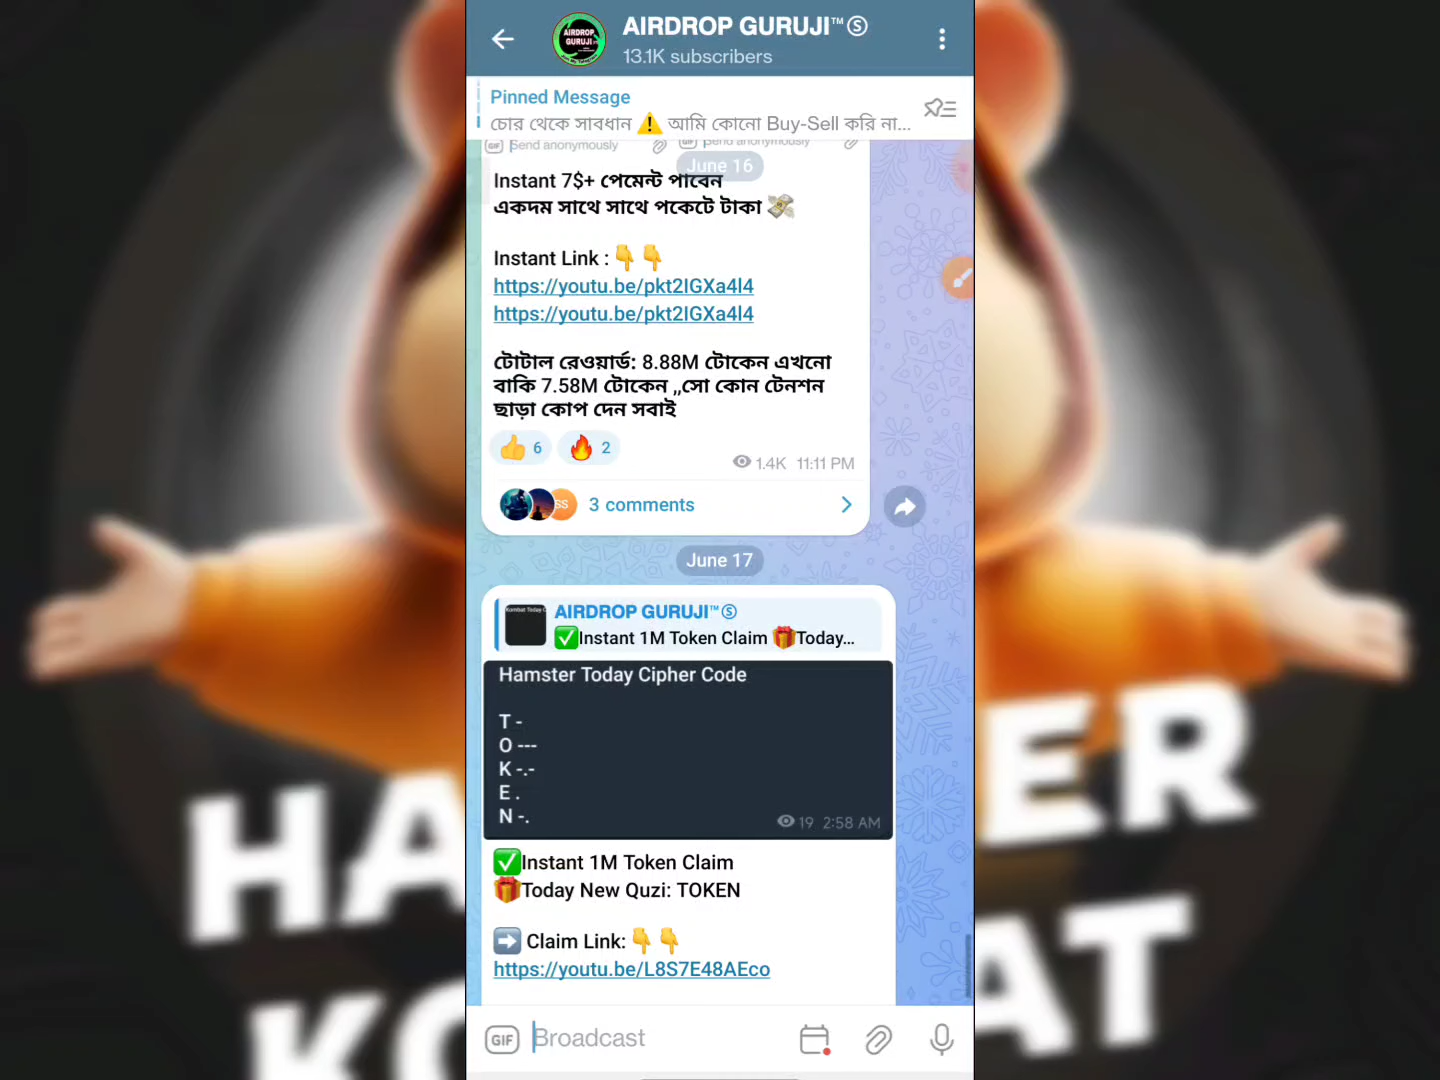 AIRDROP GURUJI™Ⓢ
13.1K subscribers
Pinned Message
চোর থেকে সাবধান ⚠️ আমি কোনো Buy-Sell করি না...
Send anonymously
Send anonymously
June 16
Instant 7$+ পেমেন্ট পাবেন
একদম সাথে সাথে পকেটে টাকা 💸
Instant Link : 👇 👇
https://youtu.be/pkt2IGXa4l4
https://youtu.be/pkt2IGXa4l4
টোটাল রেওয়ার্ড: 8.88M টোকেন এখনো
বাকি 7.58M টোকেন ,,সো কোন টেনশন
ছাড়া কোপ দেন সবাই
👍 6 🔥 2
1.4K 11:11 PM
SS 3 comments
June 17
AIRDROP GURUJI™Ⓢ
✅Instant 1M Token Claim 🎁Today...
Hamster Today Cipher Code
T -
O ---
K -.-
E .
N -.
19 2:58 AM
✅Instant 1M Token Claim
🎁Today New Quzi: TOKEN
➡️ Claim Link: 👇 👇
https://youtu.be/L8S7E48AEco
GIF Broadcast